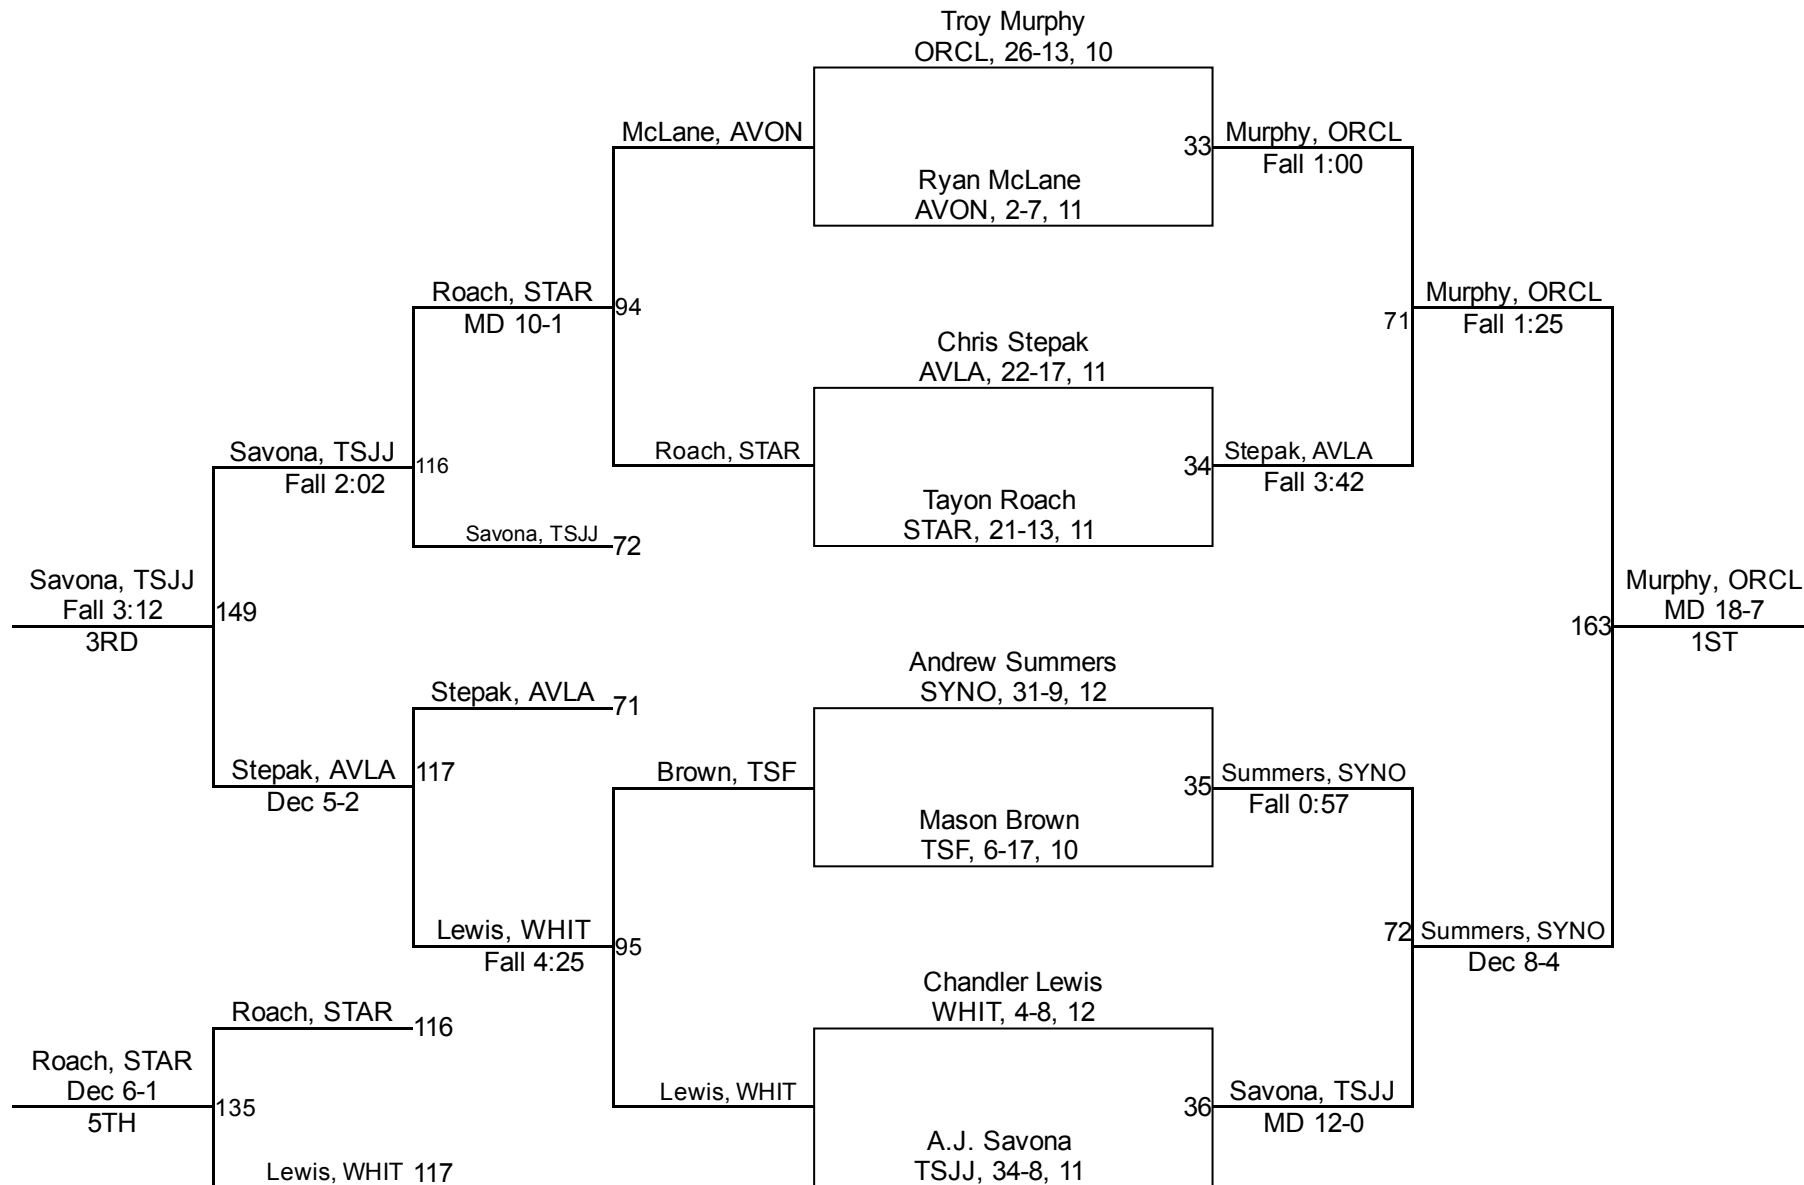 Troy Murphy
ORCL, 26-13, 10
McLane, AVON
33
Murphy, ORCL
Fall 1:00
Ryan McLane
AVON, 2-7, 11
Roach, STAR
MD 10-1
94
Murphy, ORCL
Fall 1:25
71
Chris Stepak
AVLA, 22-17, 11
Savona, TSJJ
Fall 2:02
116
Roach, STAR
34
Stepak, AVLA
Fall 3:42
Tayon Roach
STAR, 21-13, 11
Savona, TSJJ
72
Savona, TSJJ
Fall 3:12
3RD
149
163
Murphy, ORCL
MD 18-7
1ST
Andrew Summers
SYNO, 31-9, 12
Stepak, AVLA
71
Stepak, AVLA
Dec 5-2
117
Brown, TSF
35
Summers, SYNO
Fall 0:57
Mason Brown
TSF, 6-17, 10
Lewis, WHIT
Fall 4:25
95
72
Summers, SYNO
Dec 8-4
Chandler Lewis
WHIT, 4-8, 12
Roach, STAR
116
Roach, STAR
Dec 6-1
5TH
135
Lewis, WHIT
36
Savona, TSJJ
MD 12-0
A.J. Savona
TSJJ, 34-8, 11
Lewis, WHIT
117